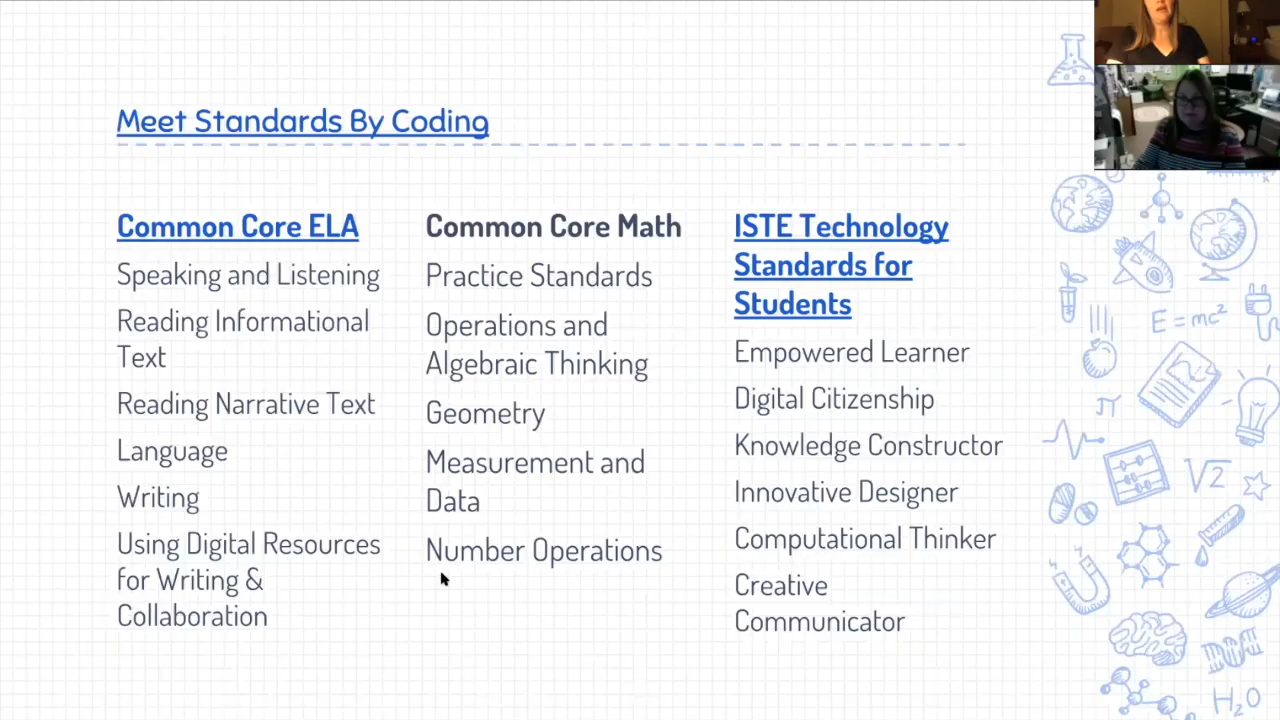 Meet Standards By Coding
Common Core ELA
Speaking and Listening
Reading Informational
Text
Reading Narrative Text
Language
Writing
Using Digital Resources
for Writing &
Collaboration
Common Core Math
Practice Standards
Operations and
Algebraic Thinking
Geometry
Measurement and
Data
Number Operations
ISTE Technology
Standards for
Students
Empowered Learner
Digital Citizenship
Knowledge Constructor
Innovative Designer
Computational Thinker
Creative
Communicator
E=mc²
π
√2
H₂O